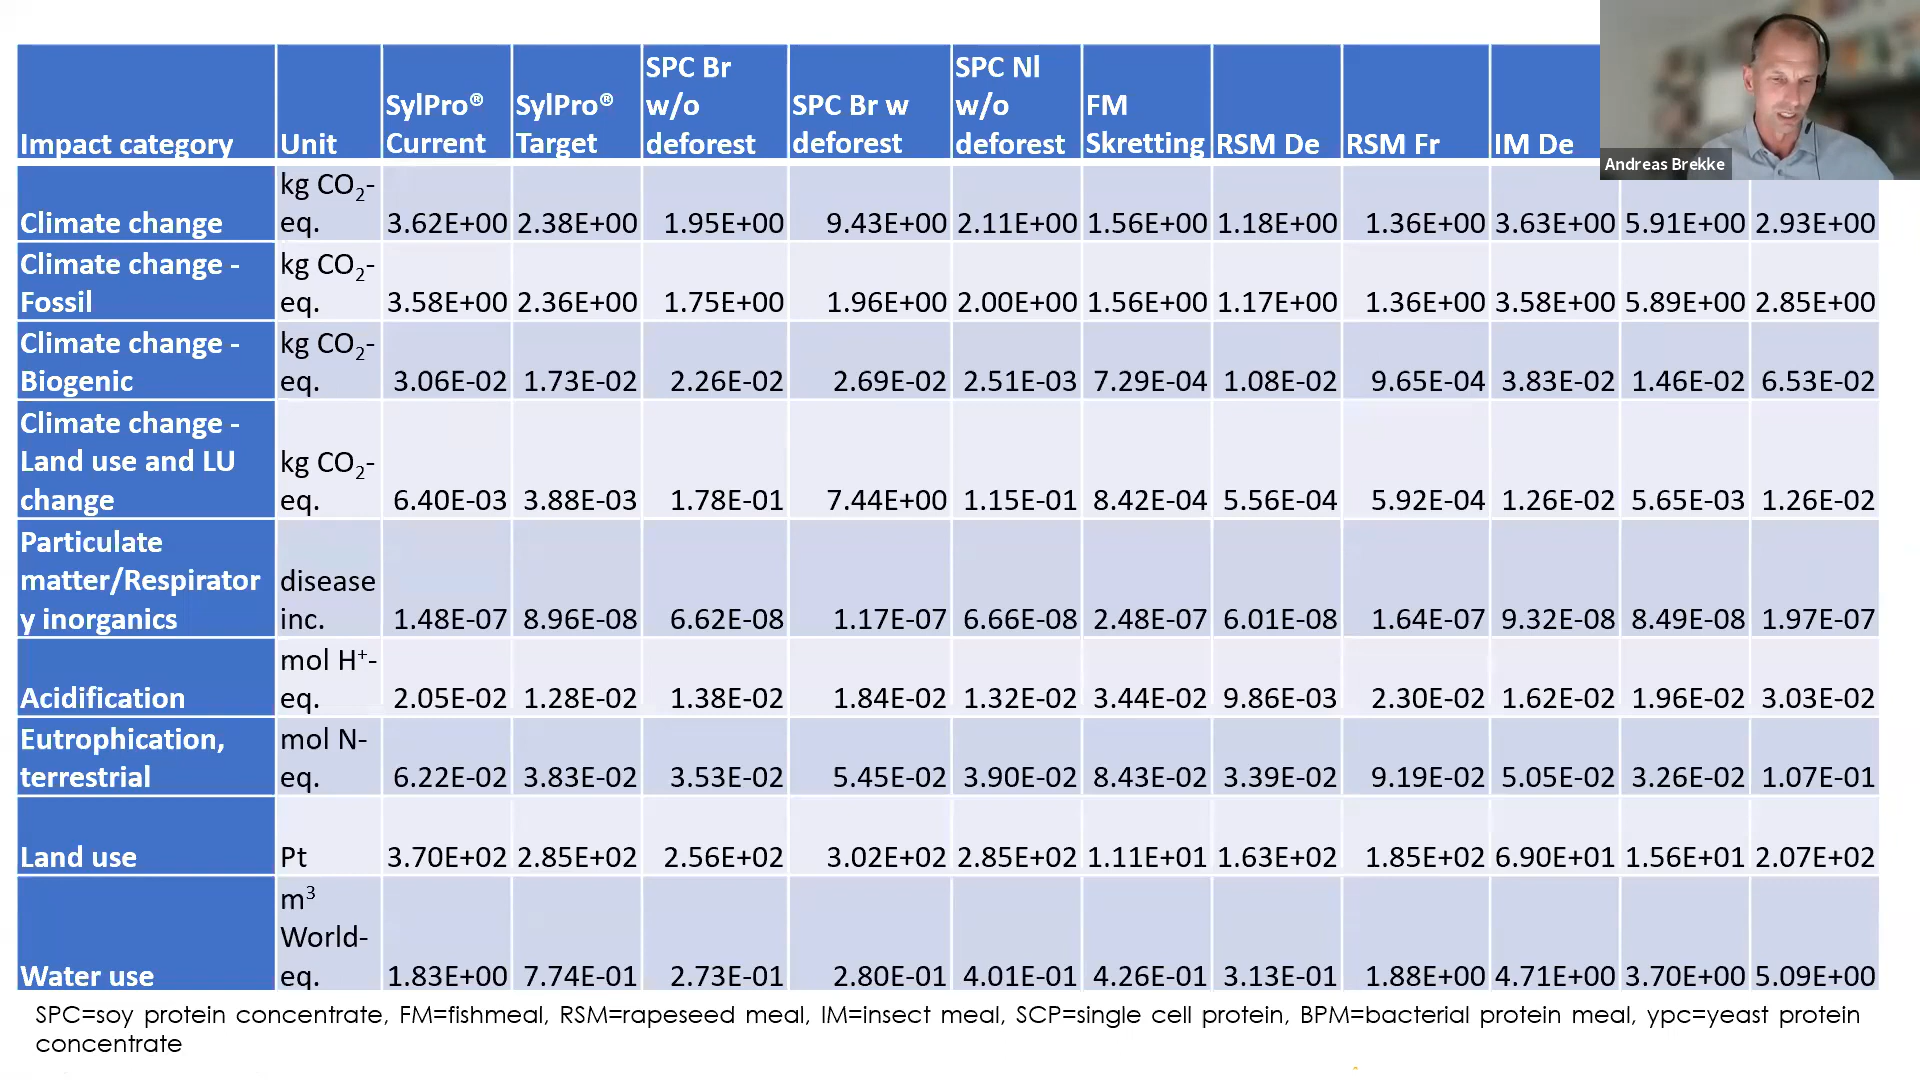 Impact category Unit SylPro® Current SylPro® Target SPC Br w/o deforest SPC Br w deforest SPC Nl w/o deforest FM Skretting RSM De RSM Fr IM De
Andreas Brekke
Climate change kg CO2-eq. 3.62E+00 2.38E+00 1.95E+00 9.43E+00 2.11E+00 1.56E+00 1.18E+00 1.36E+00 3.63E+00 5.91E+00 2.93E+00
Climate change - Fossil kg CO2-eq. 3.58E+00 2.36E+00 1.75E+00 1.96E+00 2.00E+00 1.56E+00 1.17E+00 1.36E+00 3.58E+00 5.89E+00 2.85E+00
Climate change - Biogenic kg CO2-eq. 3.06E-02 1.73E-02 2.26E-02 2.69E-02 2.51E-03 7.29E-04 1.08E-02 9.65E-04 3.83E-02 1.46E-02 6.53E-02
Climate change - Land use and LU change kg CO2-eq. 6.40E-03 3.88E-03 1.78E-01 7.44E+00 1.15E-01 8.42E-04 5.56E-04 5.92E-04 1.26E-02 5.65E-03 1.26E-02
Particulate matter/Respiratory inorganics disease inc. 1.48E-07 8.96E-08 6.62E-08 1.17E-07 6.66E-08 2.48E-07 6.01E-08 1.64E-07 9.32E-08 8.49E-08 1.97E-07
Acidification mol H+-eq. 2.05E-02 1.28E-02 1.38E-02 1.84E-02 1.32E-02 3.44E-02 9.86E-03 2.30E-02 1.62E-02 1.96E-02 3.03E-02
Eutrophication, terrestrial mol N-eq. 6.22E-02 3.83E-02 3.53E-02 5.45E-02 3.90E-02 8.43E-02 3.39E-02 9.19E-02 5.05E-02 3.26E-02 1.07E-01
Land use Pt 3.70E+02 2.85E+02 2.56E+02 3.02E+02 2.85E+02 1.11E+01 1.63E+02 1.85E+02 6.90E+01 1.56E+01 2.07E+02
Water use m3 World-eq. 1.83E+00 7.74E-01 2.73E-01 2.80E-01 4.01E-01 4.26E-01 3.13E-01 1.88E+00 4.71E+00 3.70E+00 5.09E+00
SPC=soy protein concentrate, FM=fishmeal, RSM=rapeseed meal, IM=insect meal, SCP=single cell protein, BPM=bacterial protein meal, ypc=yeast protein
concentrate